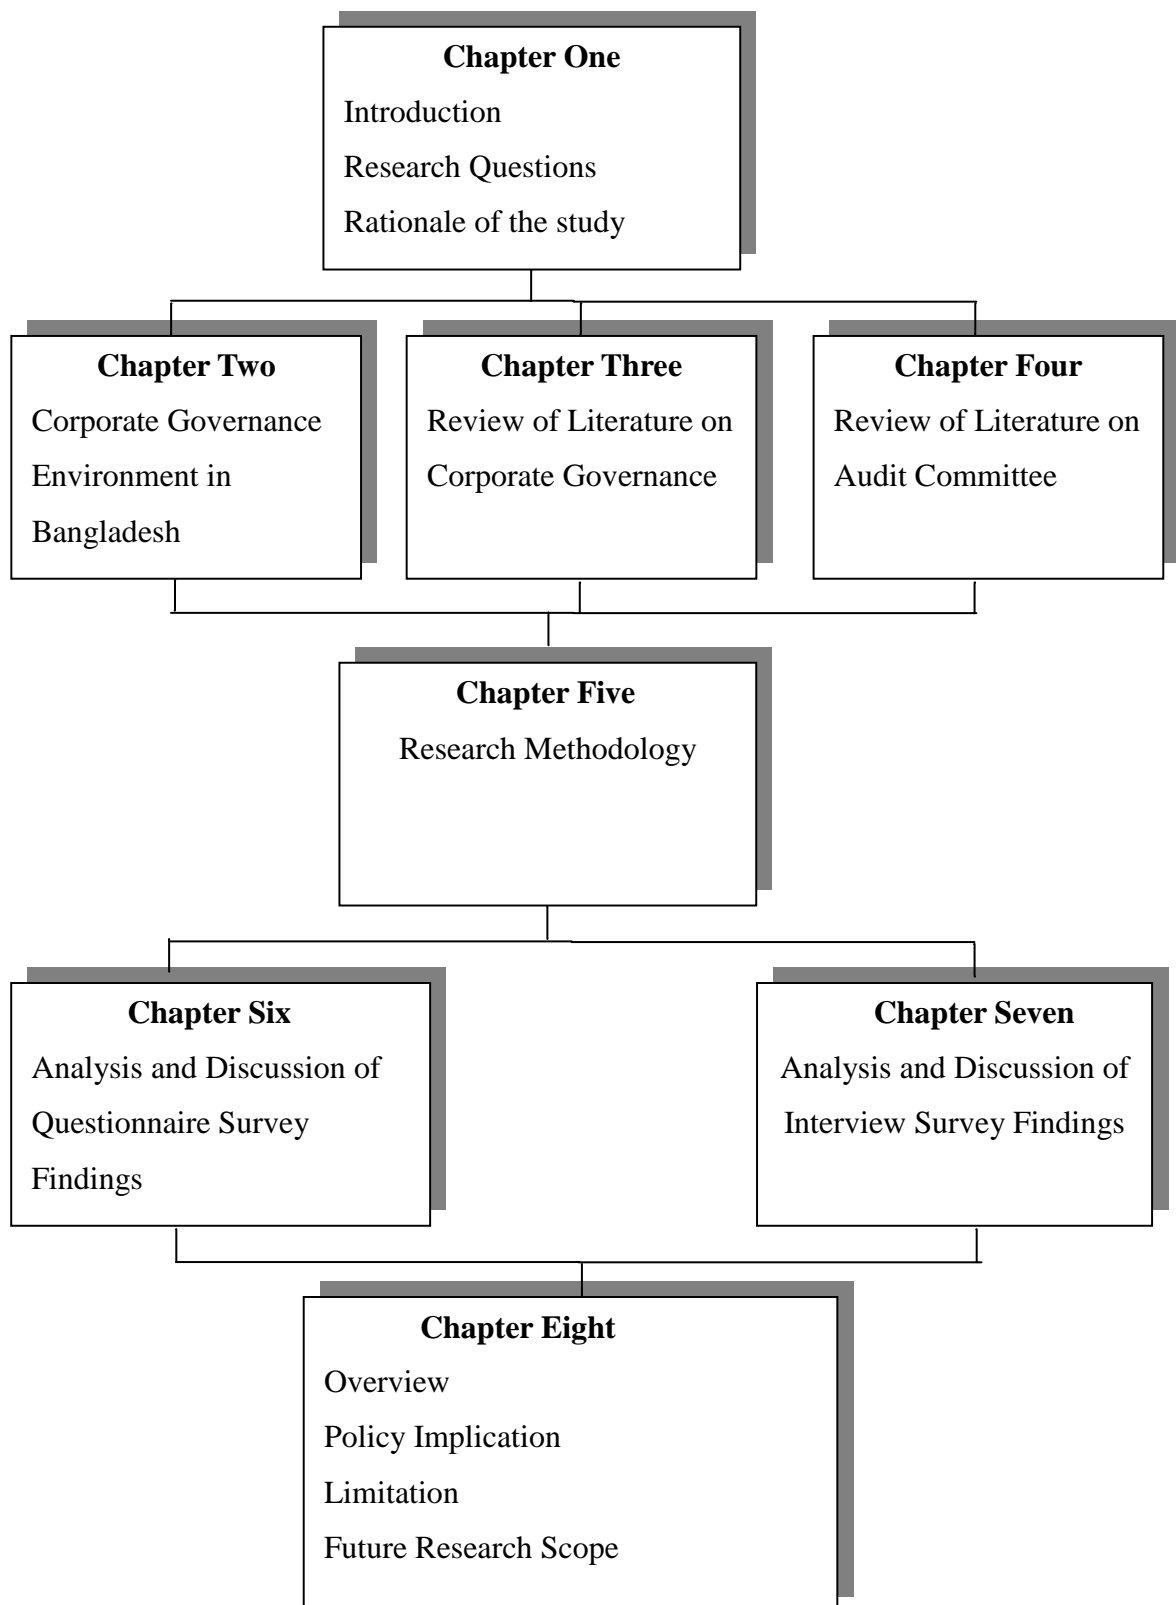 Chapter One
Introduction
Research Questions
Rationale of the study
Chapter Two
Corporate Governance
Environment in
Bangladesh
Chapter Three
Review of Literature on
Corporate Governance
Chapter Four
Review of Literature on
Audit Committee
Chapter Five
Research Methodology
Chapter Six
Analysis and Discussion of
Questionnaire Survey
Findings
Chapter Seven
Analysis and Discussion of
Interview Survey Findings
Chapter Eight
Overview
Policy Implication
Limitation
Future Research Scope